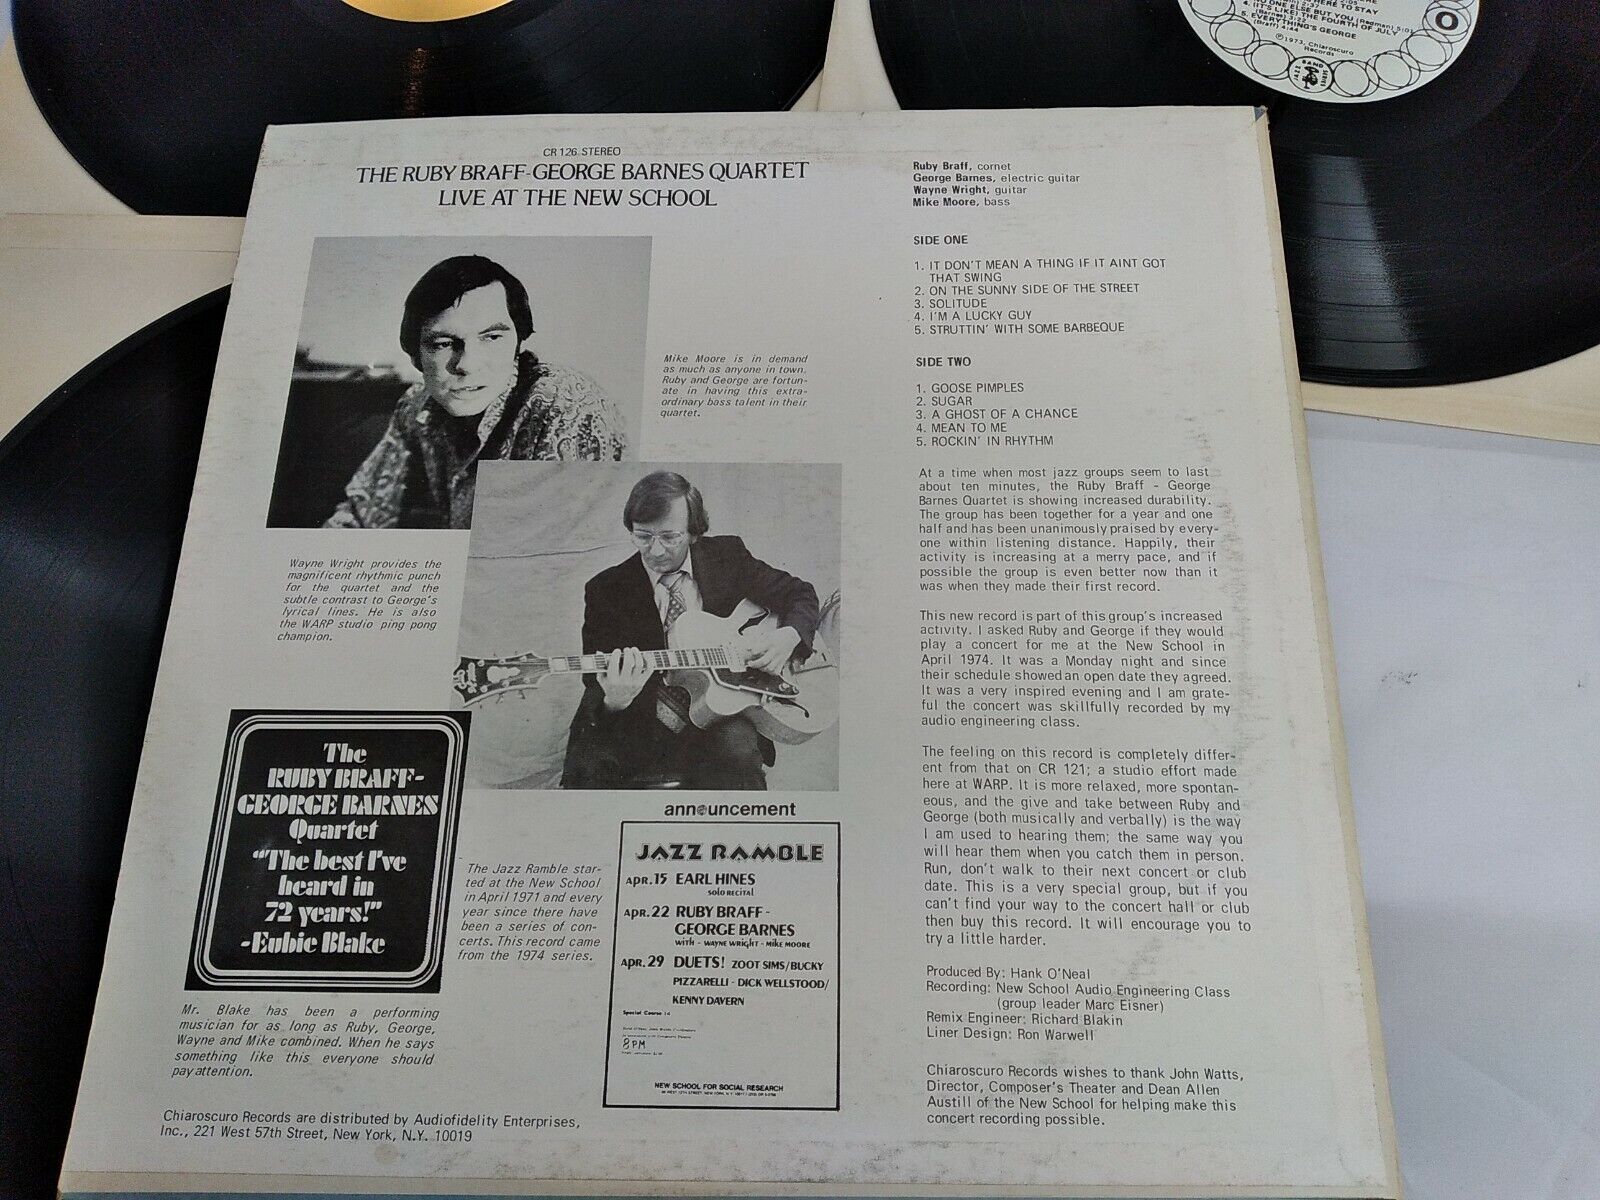 (Braff) 4:44
HERE TO STAY
NO ONE ELSE BUT YOU (Redman) 5:01
4. (IT'S LIKE) THE FOURTH OF JULY
(Barnes) 3:22
5. EVERYTHING'S GEORGE
℗1973, Chiaroscuro
Records
JAZZ BAND SERIES
CR 126 STEREO
THE RUBY BRAFF-GEORGE BARNES QUARTET
LIVE AT THE NEW SCHOOL
Mike Moore is in demand
as much as anyone in town.
Ruby and George are fortun-
ate in having this extra-
ordinary bass talent in their
quartet.
Wayne Wright provides the
magnificent rhythmic punch
for the quartet and the
subtle contrast to George's
lyrical lines. He is also
the WARP studio ping pong
champion.
The
RUBY BRAFF-
GEORGE BARNES
Quartet
"The best I've
heard in
72 years!"
-Eubie Blake
Mr. Blake has been a performing
musician for as long as Ruby, George,
Wayne and Mike combined. When he says
something like this everyone should
pay attention.
The Jazz Ramble star-
ted at the New School
in April 1971 and every
year since there have
been a series of con-
certs. This record came
from the 1974 series.
announcement
JAZZ RAMBLE
APR. 15 EARL HINES
SOLO RECITAL
APR. 22 RUBY BRAFF-
GEORGE BARNES
WITH - WAYNE WRIGHT - MIKE MOORE
APR. 29 DUETS! ZOOT SIMS/BUCKY
PIZZARELLI - DICK WELLSTOOD/
KENNY DAVERN
Special Course
8 PM
NEW SCHOOL FOR SOCIAL RESEARCH
Chiaroscuro Records are distributed by Audiofidelity Enterprises,
Inc., 221 West 57th Street, New York, N.Y. 10019
Ruby Braff, cornet
George Barnes, electric guitar
Wayne Wright, guitar
Mike Moore, bass
SIDE ONE
1. IT DON'T MEAN A THING IF IT AINT GOT
THAT SWING
2. ON THE SUNNY SIDE OF THE STREET
3. SOLITUDE
4. I'M A LUCKY GUY
5. STRUTTIN' WITH SOME BARBEQUE
SIDE TWO
1. GOOSE PIMPLES
2. SUGAR
3. A GHOST OF A CHANCE
4. MEAN TO ME
5. ROCKIN' IN RHYTHM
At a time when most jazz groups seem to last
about ten minutes, the Ruby Braff - George
Barnes Quartet is showing increased durability.
The group has been together for a year and one
half and has been unanimously praised by every-
one within listening distance. Happily, their
activity is increasing at a merry pace, and if
possible the group is even better now than it
was when they made their first record.
This new record is part of this group's increased
activity. I asked Ruby and George if they would
play a concert for me at the New School in
April 1974. It was a Monday night and since
their schedule showed an open date they agreed.
It was a very inspired evening and I am grate-
ful the concert was skillfully recorded by my
audio engineering class.
The feeling on this record is completely differ-
ent from that on CR 121; a studio effort made
here at WARP. It is more relaxed, more spontan-
eous, and the give and take between Ruby and
George (both musically and verbally) is the way
I am used to hearing them; the same way you
will hear them when you catch them in person.
Run, don't walk to their next concert or club
date. This is a very special group, but if you
can't find your way to the concert hall or club
then buy this record. It will encourage you to
try a little harder.
Produced By: Hank O'Neal
Recording: New School Audio Engineering Class
(group leader Marc Eisner)
Remix Engineer: Richard Blakin
Liner Design: Ron Warwell
Chiaroscuro Records wishes to thank John Watts,
Director, Composer's Theater and Dean Allen
Austill of the New School for helping make this
concert recording possible.